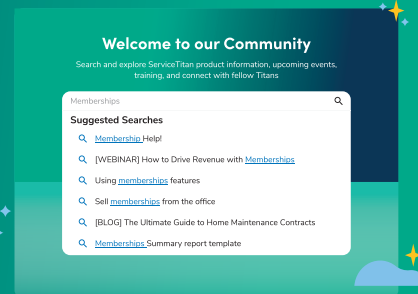 Welcome to our Community
Search and explore ServiceTitan product information, upcoming events,
training, and connect with fellow Titans
Memberships
Suggested Searches
Membership Help!
[WEBINAR] How to Drive Revenue with Memberships
Using memberships features
Sell memberships from the office
[BLOG] The Ultimate Guide to Home Maintenance Contracts
Memberships Summary report template